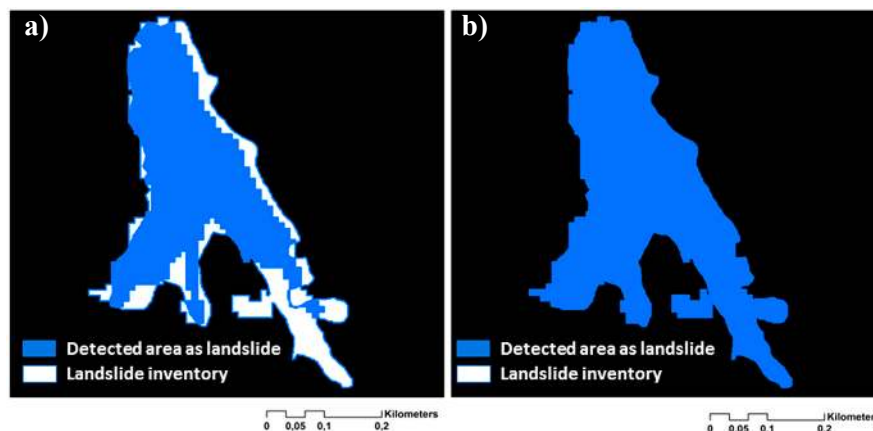 a)
Detected area as landslide
Landslide inventory
Kilometers
0 0,05 0,1 0,2
b)
Detected area as landslide
Landslide inventory
Kilometers
0 0,05 0,1 0,2